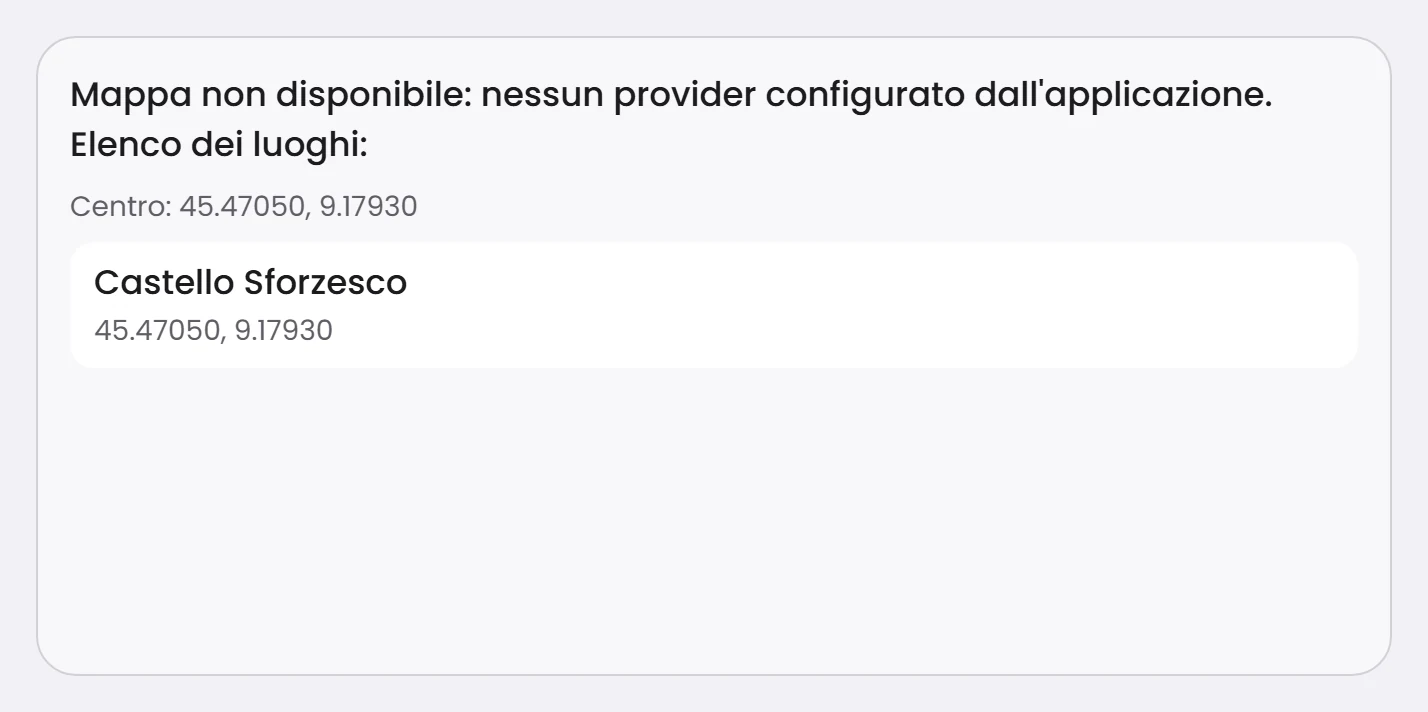 Mappa non disponibile: nessun provider configurato dall'applicazione.
Elenco dei luoghi:
Centro: 45.47050, 9.17930
Castello Sforzesco
45.47050, 9.17930